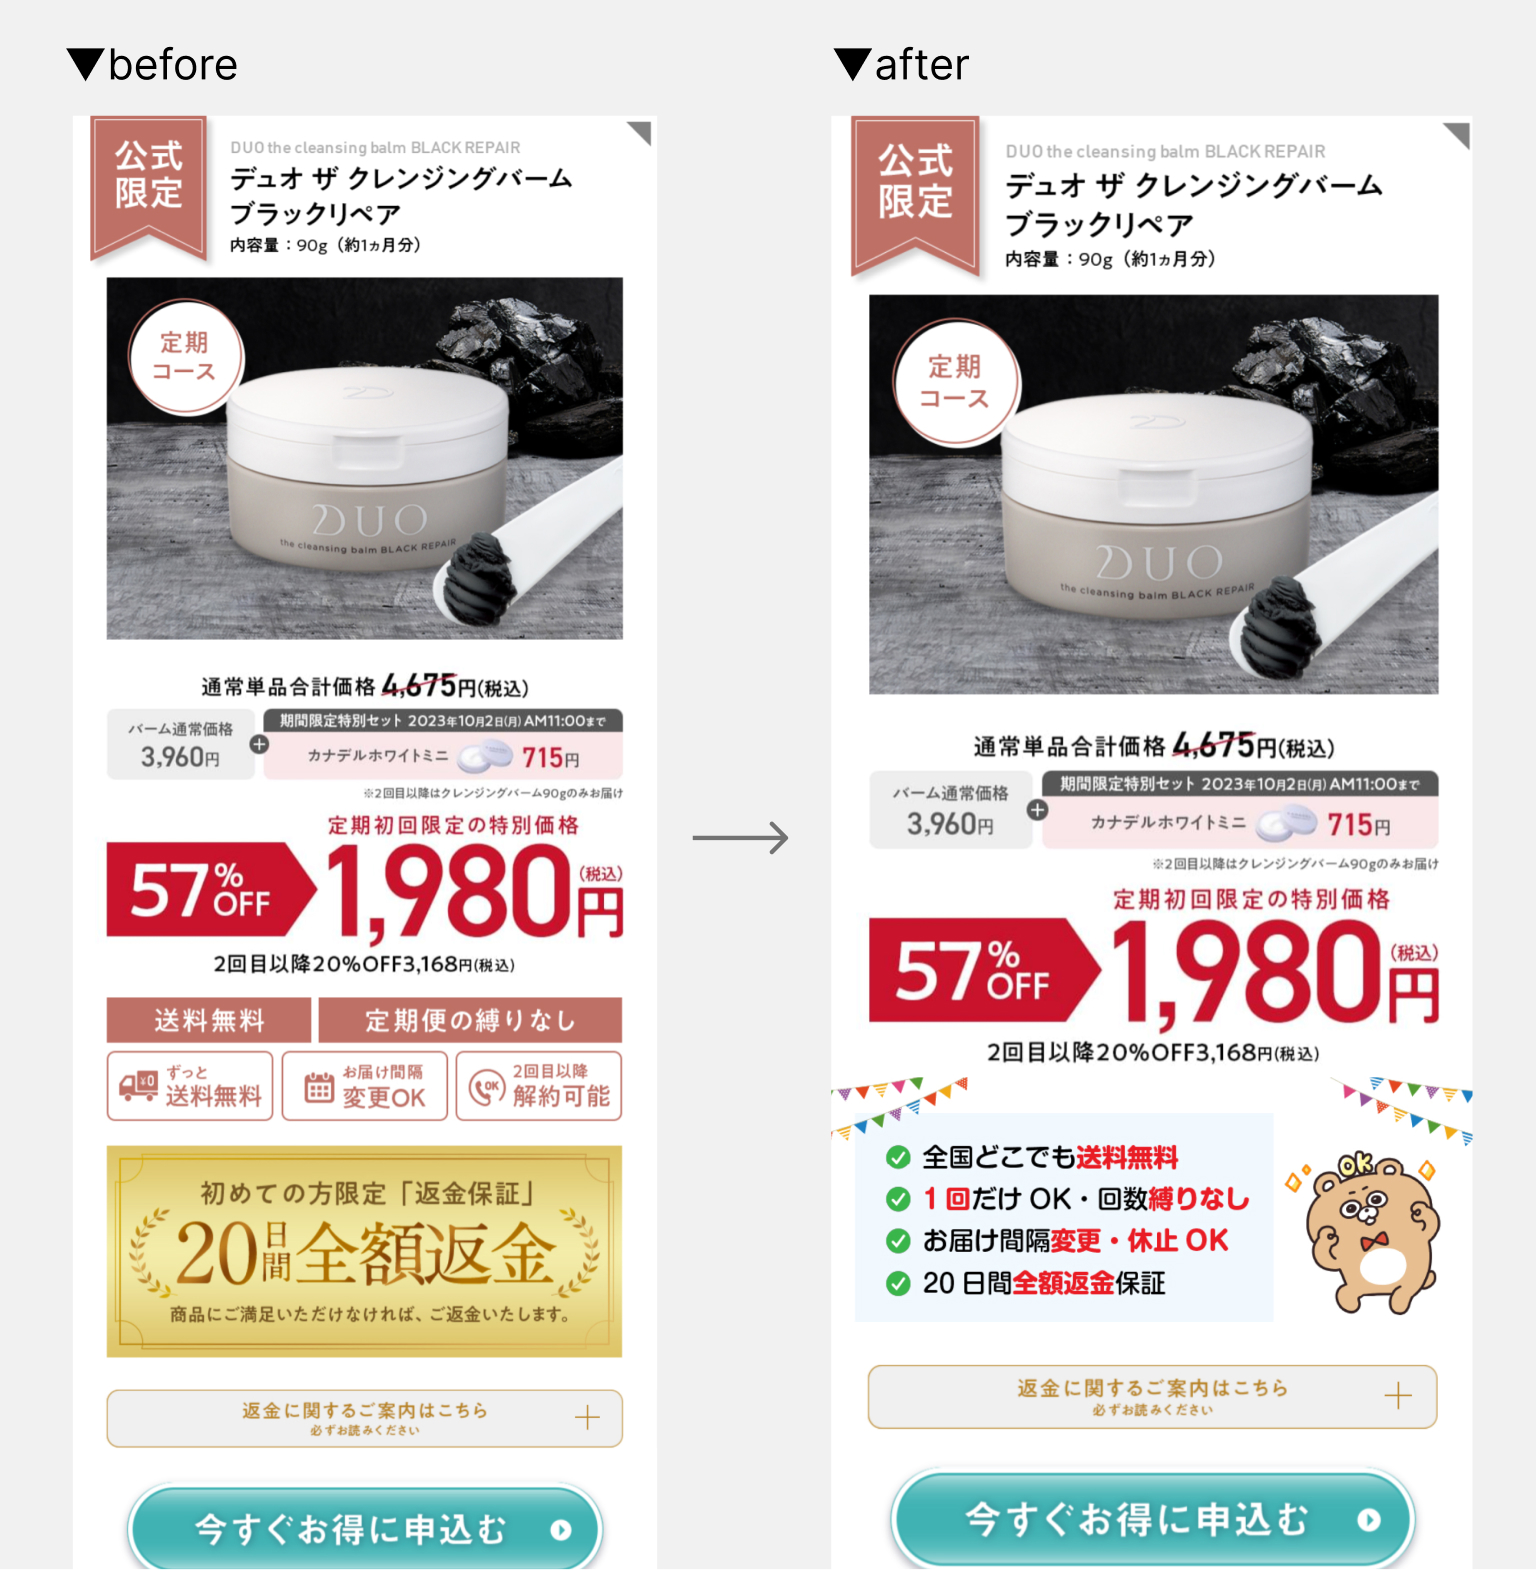 ▼before
公式
限定
DUO the cleansing balm BLACK REPAIR
デュオ ザ クレンジングバーム
ブラックリペア
内容量：90g（約1ヵ月分）
定期
コース
DUO
the cleansing balm BLACK REPAIR
通常単品合計価格 4,675円(税込)
バーム通常価格
3,960円
+
期間限定特別セット 2023年10月2日(月) AM11:00まで
カナデルホワイトミニ 715円
※2回目以降はクレンジングバーム90gのみお届け
定期初回限定の特別価格
57%OFF
1,980円(税込)
2回目以降20%OFF3,168円(税込)
送料無料
定期便の縛りなし
¥0
ずっと
送料無料
お届け間隔
変更OK
OK
2回目以降
解約可能
初めての方限定「返金保証」
20日間全額返金
商品にご満足いただけなければ、ご返金いたします。
返金に関するご案内はこちら
必ずお読みください
今すぐお得に申込む
▼after
公式
限定
DUO the cleansing balm BLACK REPAIR
デュオ ザ クレンジングバーム
ブラックリペア
内容量：90g（約1ヵ月分）
定期
コース
DUO
the cleansing balm BLACK REPAIR
通常単品合計価格 4,675円(税込)
バーム通常価格
3,960円
+
期間限定特別セット 2023年10月2日(月) AM11:00まで
カナデルホワイトミニ 715円
※2回目以降はクレンジングバーム90gのみお届け
定期初回限定の特別価格
57%OFF
1,980円(税込)
2回目以降20%OFF3,168円(税込)
全国どこでも送料無料
1回だけ OK・回数縛りなし
お届け間隔変更・休止 OK
20 日間全額返金保証
OK
返金に関するご案内はこちら
必ずお読みください
今すぐお得に申込む